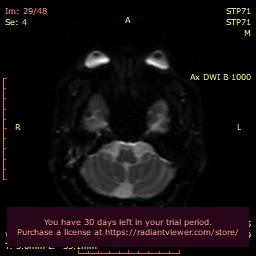 Im: 29/48
Se: 4
A
STP71
STP71
M
Ax DWI B 1000
R
L
You have 30 days left in your trial period.
Purchase a license at https://radiantviewer.com/store/